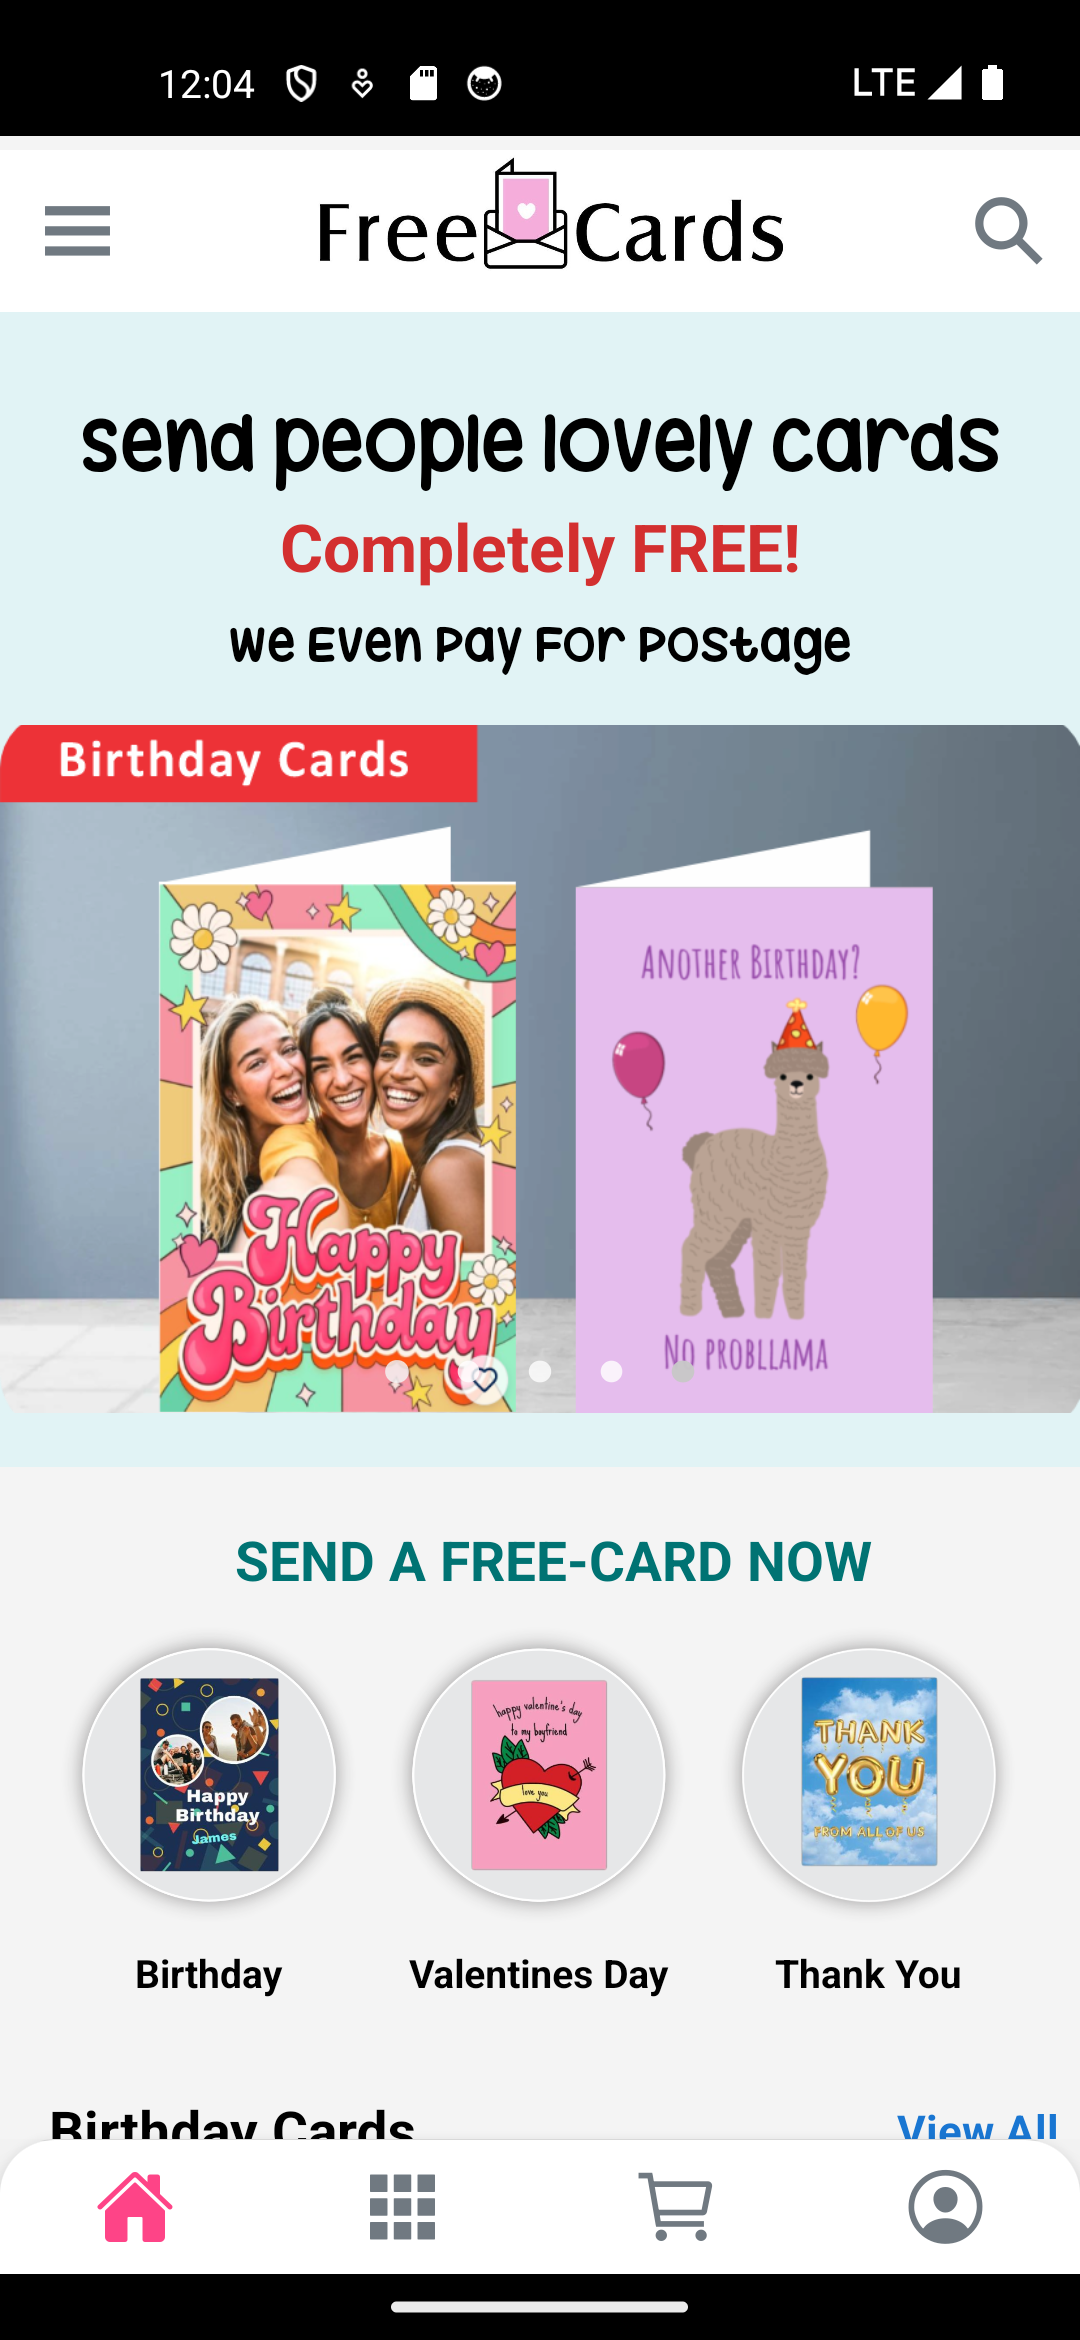 12:04
LTE
Free Cards
send people lovely cards
Completely FREE!
We Even Pay For Postage
Birthday Cards
Happy
Birthday
ANOTHER BIRTHDAY?
NO PROBLLAMA
SEND A FREE-CARD NOW
Happy
Birthday
James
happy valentine's day
to my boyfriend
love you
THANK
YOU
FROM ALL OF US
Birthday
Valentines Day
Thank You
Birthday Cards
View All